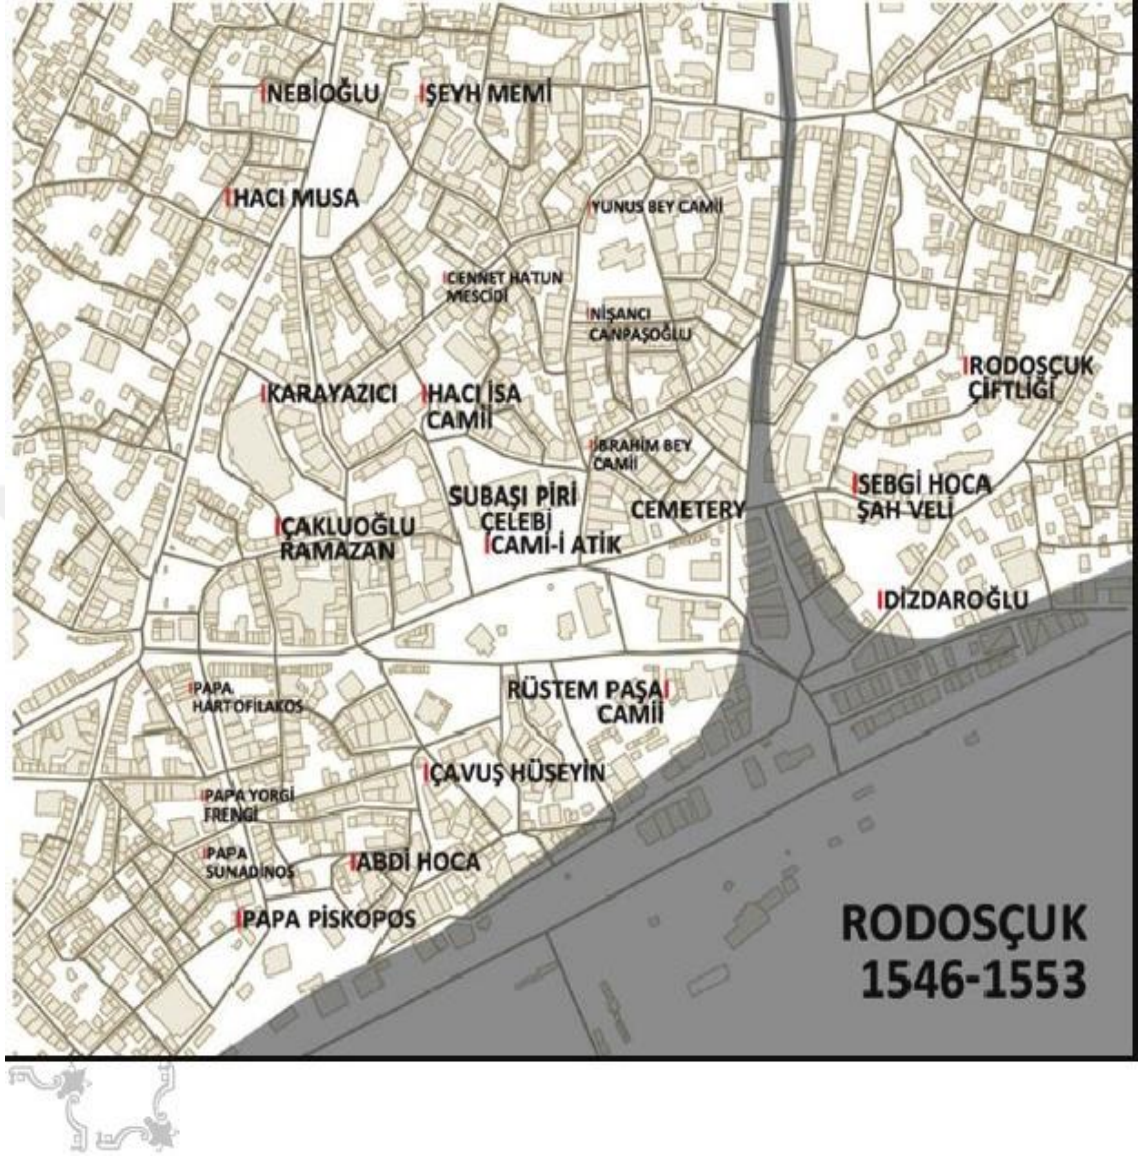 NEBİOĞLU
ŞEYH MEMİ
HACI MUSA
YUNUS BEY CAMİİ
CENNET HATUN
MESCİDİ
NİŞANCI
CANPAŞOĞLU
RODOSÇUK
ÇİFTLİĞİ
KARAYAZICI
HACI İSA
CAMİİ
İBRAHİM BEY
CAMİİ
SEBGİ HOCA
ŞAH VELİ
SUBAŞI PİRİ
ÇELEBİ
CAMİ-İ ATİK
CEMETERY
ÇAKLUOĞLU
RAMAZAN
DİZDAROĞLU
PAPA
HARTOFİLAKOS
RÜSTEM PAŞA
CAMİİ
ÇAVUŞ HÜSEYİN
PAPA YORGİ
FRENGİ
PAPA
SUNADINOS
ABDİ HOCA
PAPA PİSKOPOS
RODOSÇUK
1546-1553